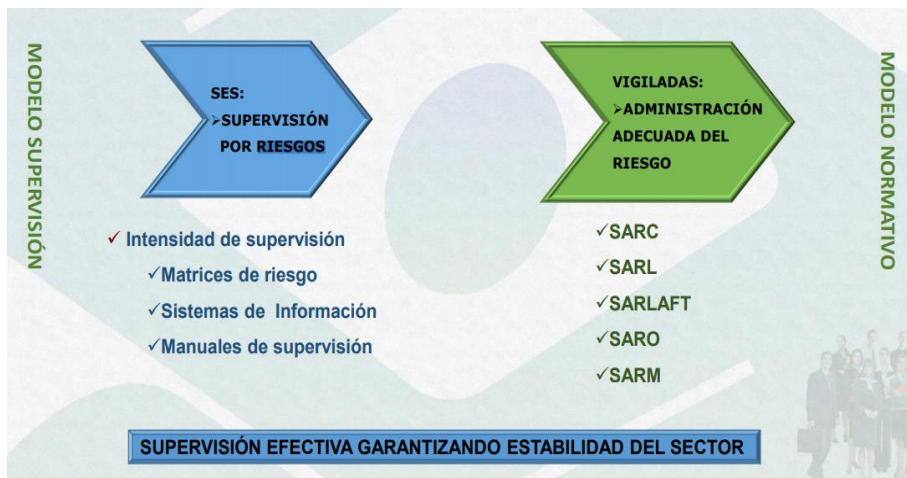 MODELO SUPERVISIÓN
SES:
➢SUPERVISIÓN
POR RIESGOS
✓ Intensidad de supervisión
✓Matrices de riesgo
✓Sistemas de Información
✓Manuales de supervisión
VIGILADAS:
➢ADMINISTRACIÓN
ADECUADA DEL
RIESGO
✓SARC
✓SARL
✓SARLAFT
✓SARO
✓SARM
MODELO NORMATIVO
SUPERVISIÓN EFECTIVA GARANTIZANDO ESTABILIDAD DEL SECTOR